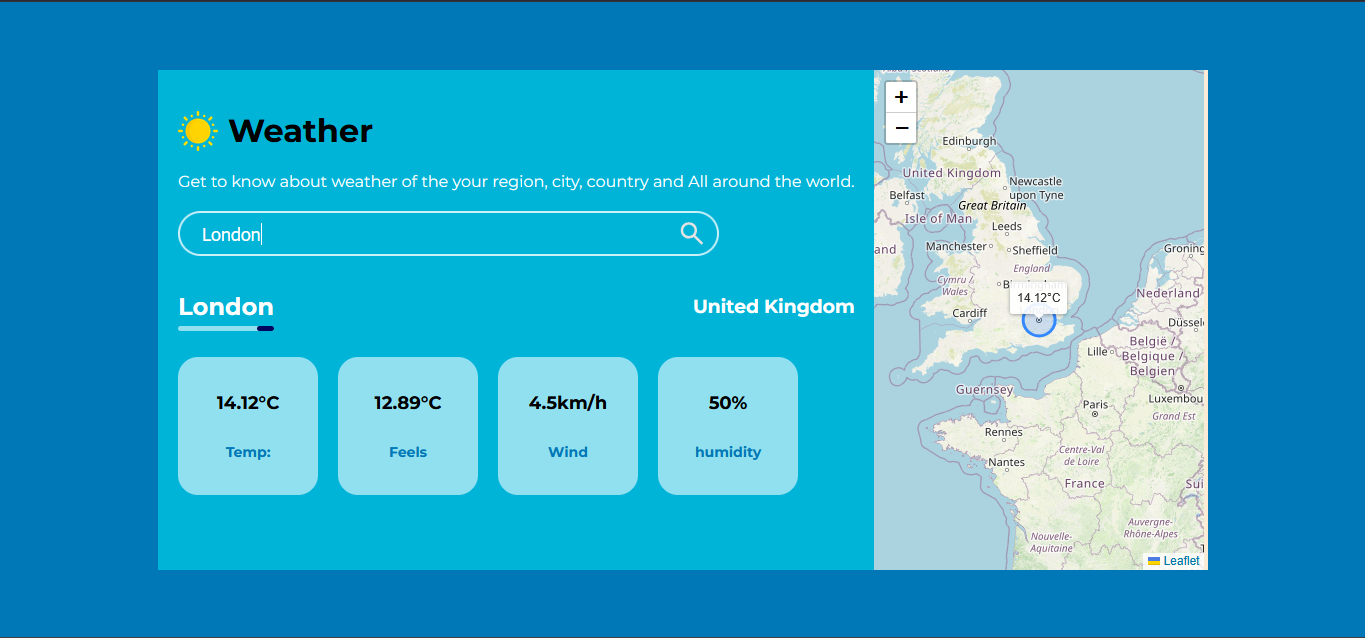 Weather
Get to know about weather of the your region, city, country and All around the world.
London
London
United Kingdom
14.12°C
Temp:
12.89°C
Feels
4.5km/h
Wind
50%
humidity
+
−
Edinburgh
United Kingdom
Newcastle
upon Tyne
Belfast
Great Britain
Isle of Man
Leeds
Manchester
Sheffield
Groning
England
Cymru /
Wales
14.12°C
Nederland
Cardiff
Düssel
Lille
België /
Belgique /
Belgien
Guernsey
Luxembou
Paris
Grand Est
Rennes
Centre-Val
de Loire
Nantes
France
Sui
Auvergne-
Rhône-Alpes
Nouvelle-
Aquitaine
Leaflet